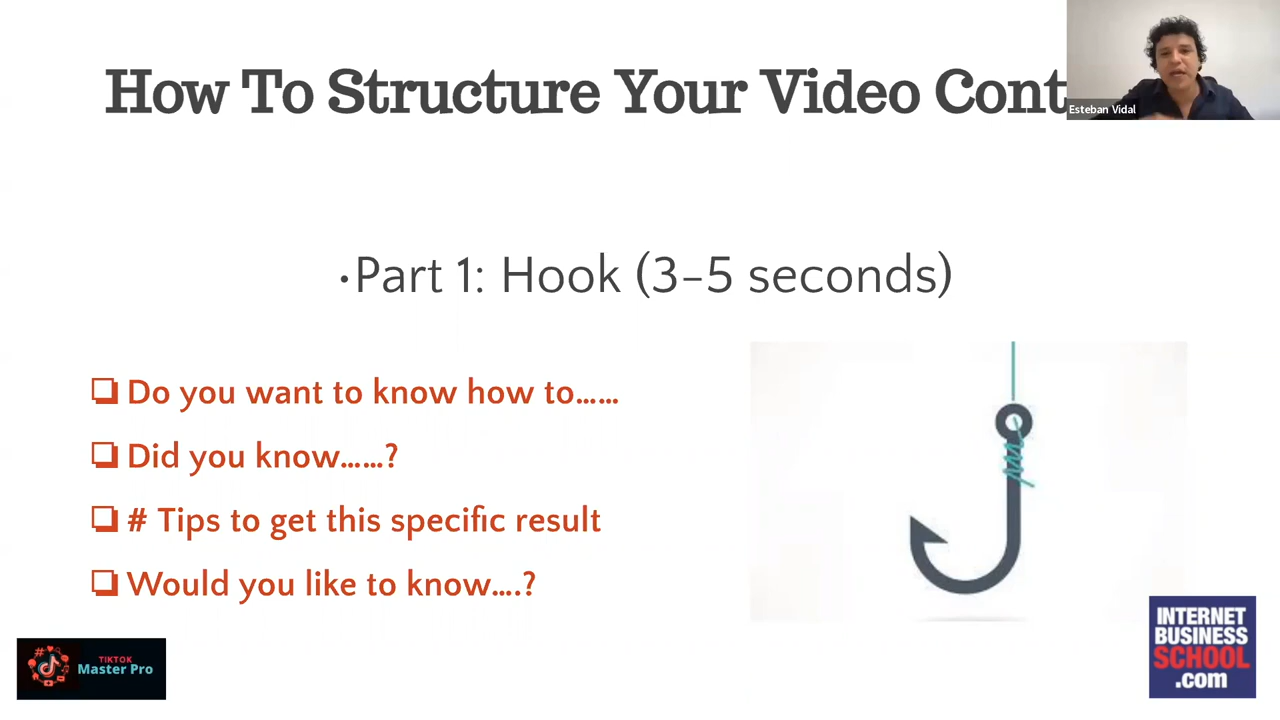 How To Structure Your Video Cont
Esteban Vidal
•Part 1: Hook (3-5 seconds)
❑ Do you want to know how to......
❑ Did you know......?
❑ # Tips to get this specific result
❑ Would you like to know....?
TIKTOK
Master Pro
INTERNET
BUSINESS
SCHOOL
.com